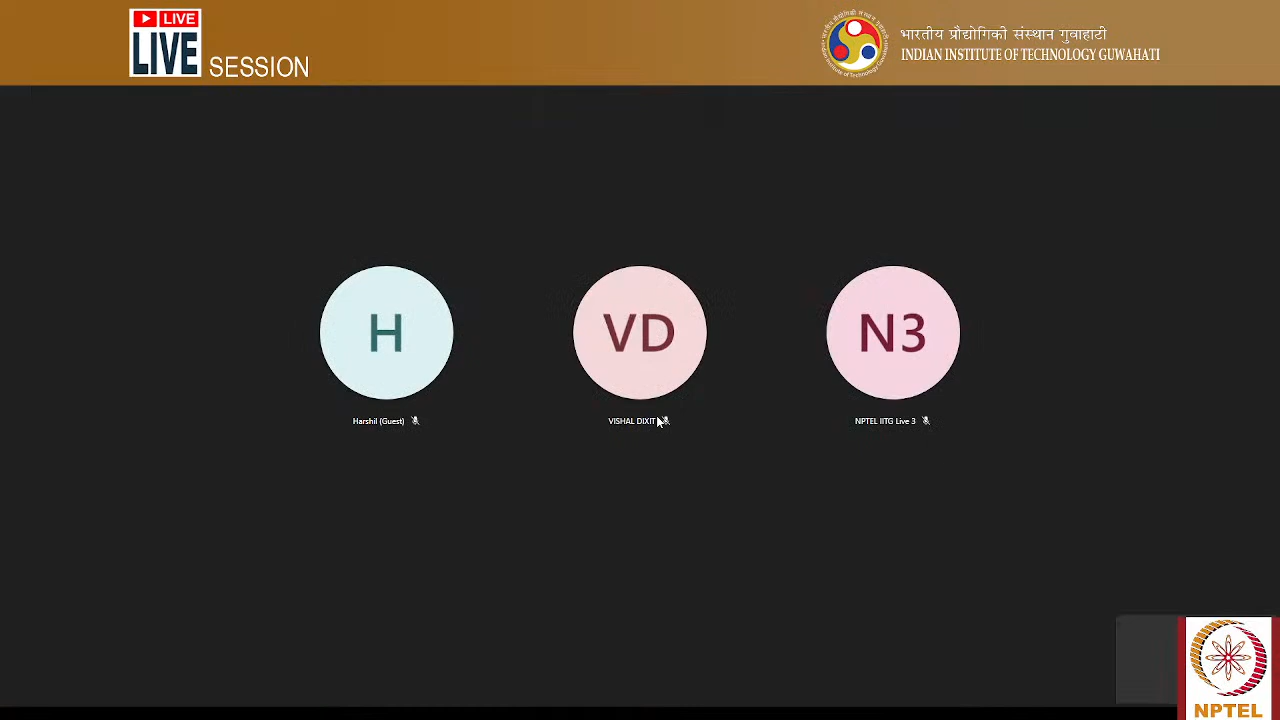 LIVE
LIVE SESSION
भारतीय प्रौद्योगिकी संस्थान गुवाहाटी
INDIAN INSTITUTE OF TECHNOLOGY GUWAHATI
H
VD
N3
Harshil (Guest)
VISHAL DIXIT
NPTEL IITG Live 3
NPTEL